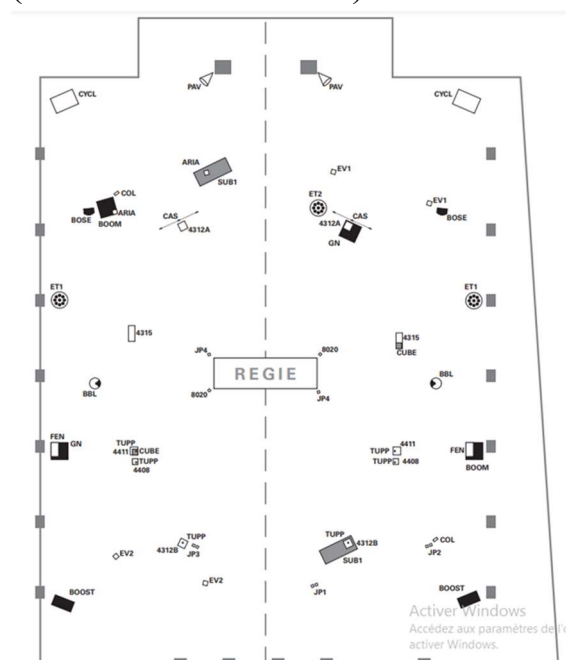 PAV PAV
CYCL CYCL
ARIA EV1
SUB1
COL ET2 EV1
BOSE ARIA CAS CAS BOSE
BOOM 4312A 4312A
GN
ET1 ET1
4315 4315
JP4 8020 CUBE
REGIE
BBL BBL
8020 JP4
FEN GN TUPP 4411 FEN
4411 CUBE TUPP
TUPP TUPP 4408 BOOM
4408
TUPP TUPP COL
4312B JP3 4312B JP2
EV2 SUB1
EV2 JP1
BOOST BOOST
Activer Windows
Accédez aux paramètres de l'o
activer Windows.